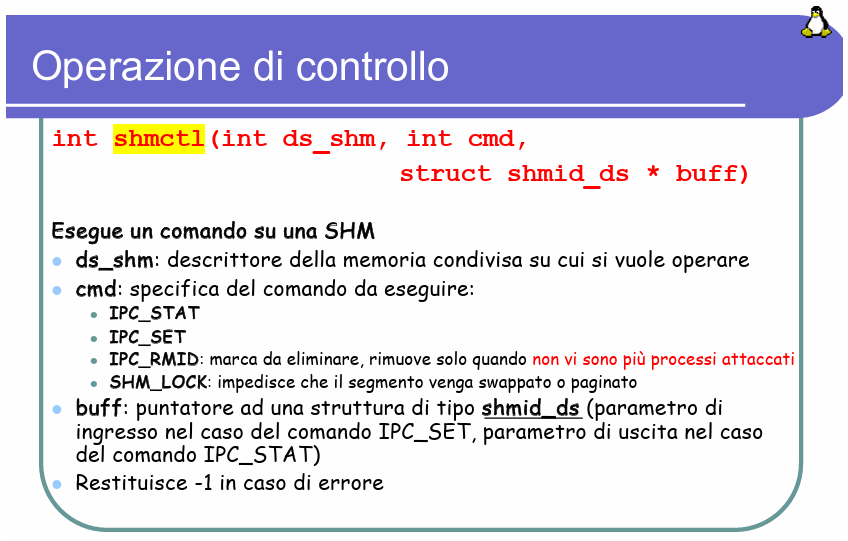 Operazione di controllo
int shmctl(int ds_shm, int cmd,
struct shmid_ds * buff)
Esegue un comando su una SHM
ds_shm: descrittore della memoria condivisa su cui si vuole operare
cmd: specifica del comando da eseguire:
IPC_STAT
IPC_SET
IPC_RMID: marca da eliminare, rimuove solo quando non vi sono più processi attaccati
SHM_LOCK: impedisce che il segmento venga swappato o paginato
buff: puntatore ad una struttura di tipo shmid_ds (parametro di
ingresso nel caso del comando IPC_SET, parametro di uscita nel caso
del comando IPC_STAT)
Restituisce -1 in caso di errore